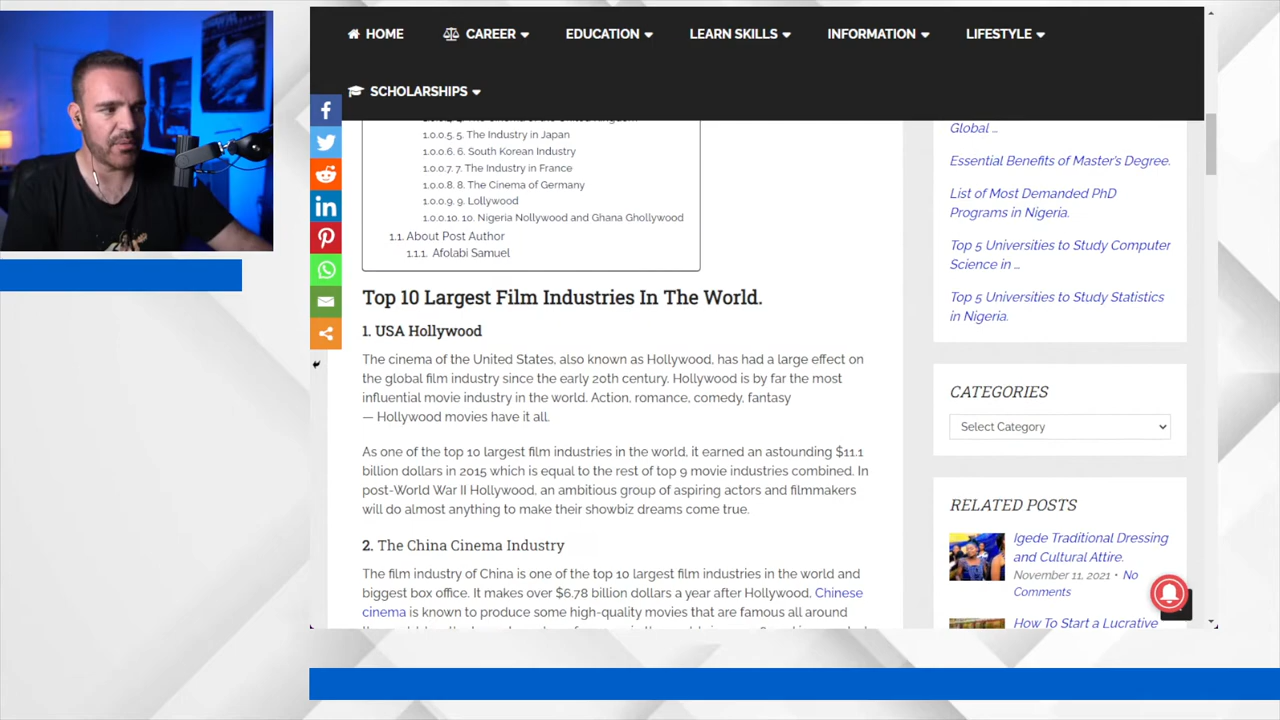 HOME
CAREER
EDUCATION
LEARN SKILLS
INFORMATION
LIFESTYLE
SCHOLARSHIPS
1.0.0.5. 5. The Industry in Japan
1.0.0.6. 6. South Korean Industry
1.0.0.7. 7. The Industry in France
1.0.0.8. 8. The Cinema of Germany
1.0.0.9. 9. Lollywood
1.0.0.10. 10. Nigeria Nollywood and Ghana Ghollywood
1.1. About Post Author
1.1.1. Afolabi Samuel
Top 10 Largest Film Industries In The World.
1. USA Hollywood
The cinema of the United States, also known as Hollywood, has had a large effect on
the global film industry since the early 20th century. Hollywood is by far the most
influential movie industry in the world. Action, romance, comedy, fantasy
— Hollywood movies have it all.
As one of the top 10 largest film industries in the world, it earned an astounding $11.1
billion dollars in 2015 which is equal to the rest of top 9 movie industries combined. In
post-World War II Hollywood, an ambitious group of aspiring actors and filmmakers
will do almost anything to make their showbiz dreams come true.
2. The China Cinema Industry
The film industry of China is one of the top 10 largest film industries in the world and
biggest box office. It makes over $6.78 billion dollars a year after Hollywood, Chinese
cinema is known to produce some high-quality movies that are famous all around
Global ...
Essential Benefits of Master's Degree.
List of Most Demanded PhD
Programs in Nigeria.
Top 5 Universities to Study Computer
Science in ...
Top 5 Universities to Study Statistics
in Nigeria.
CATEGORIES
Select Category
RELATED POSTS
Igede Traditional Dressing
and Cultural Attire.
November 11, 2021 • No
Comments
How To Start a Lucrative